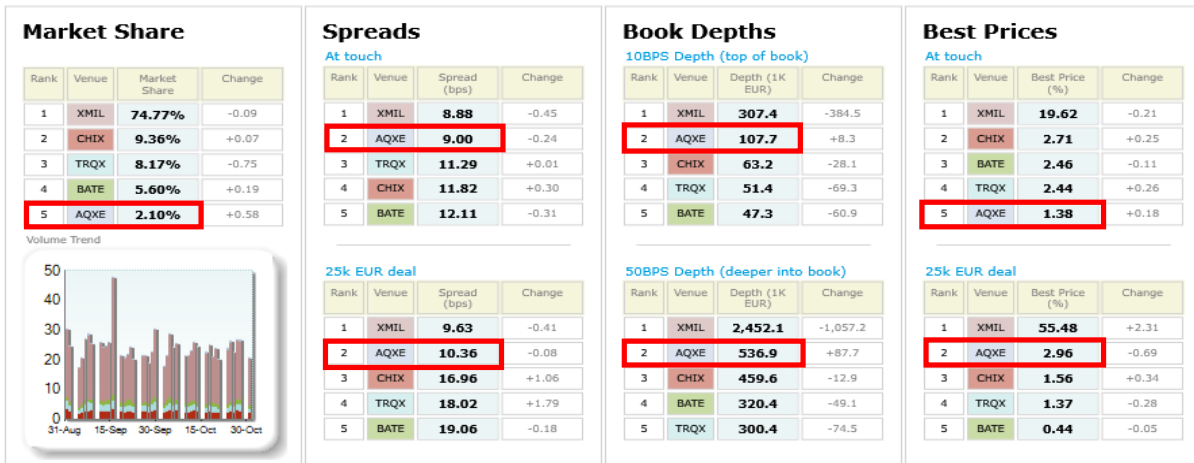 Market Share
Rank Venue Market Share Change
1 XMIL 74.77% -0.09
2 CHIX 9.36% +0.07
3 TRQX 8.17% -0.75
4 BATE 5.60% +0.19
5 AQXE 2.10% +0.58
Volume Trend
50
40
30
20
10
0
31-Aug 15-Sep 30-Sep 15-Oct 30-Oct
Spreads
At touch
Rank Venue Spread (bps) Change
1 XMIL 8.88 -0.45
2 AQXE 9.00 -0.24
3 TRQX 11.29 +0.01
4 CHIX 11.82 +0.30
5 BATE 12.11 -0.31
25k EUR deal
Rank Venue Spread (bps) Change
1 XMIL 9.63 -0.41
2 AQXE 10.36 -0.08
3 CHIX 16.96 +1.06
4 TRQX 18.02 +1.79
5 BATE 19.06 -0.18
Book Depths
10BPS Depth (top of book)
Rank Venue Depth (1K EUR) Change
1 XMIL 307.4 -384.5
2 AQXE 107.7 +8.3
3 CHIX 63.2 -28.1
4 TRQX 51.4 -69.3
5 BATE 47.3 -60.9
50BPS Depth (deeper into book)
Rank Venue Depth (1K EUR) Change
1 XMIL 2,452.1 -1,057.2
2 AQXE 536.9 +87.7
3 CHIX 459.6 -12.9
4 BATE 320.4 -49.1
5 TRQX 300.4 -74.5
Best Prices
At touch
Rank Venue Best Price (%) Change
1 XMIL 19.62 -0.21
2 CHIX 2.71 +0.25
3 BATE 2.46 -0.11
4 TRQX 2.44 +0.26
5 AQXE 1.38 +0.18
25k EUR deal
Rank Venue Best Price (%) Change
1 XMIL 55.48 +2.31
2 AQXE 2.96 -0.69
3 CHIX 1.56 +0.34
4 TRQX 1.37 -0.28
5 BATE 0.44 -0.05